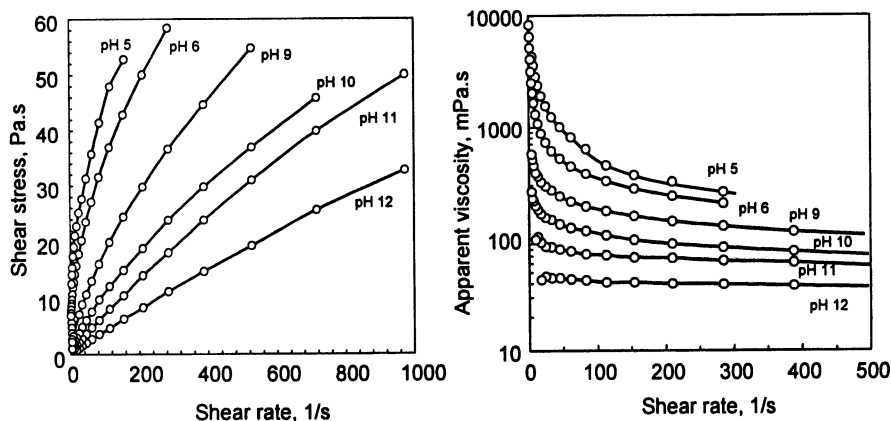 60
50
40
30
20
10
0
pH 5
pH 6
pH 9
pH 10
pH 11
pH 12
Shear stress, Pa.s
0 200 400 600 800 1000
Shear rate, 1/s
10000
1000
100
10
pH 5
pH 6
pH 9
pH 10
pH 11
pH 12
Apparent viscosity, mPa.s
0 100 200 300 400 500
Shear rate, 1/s